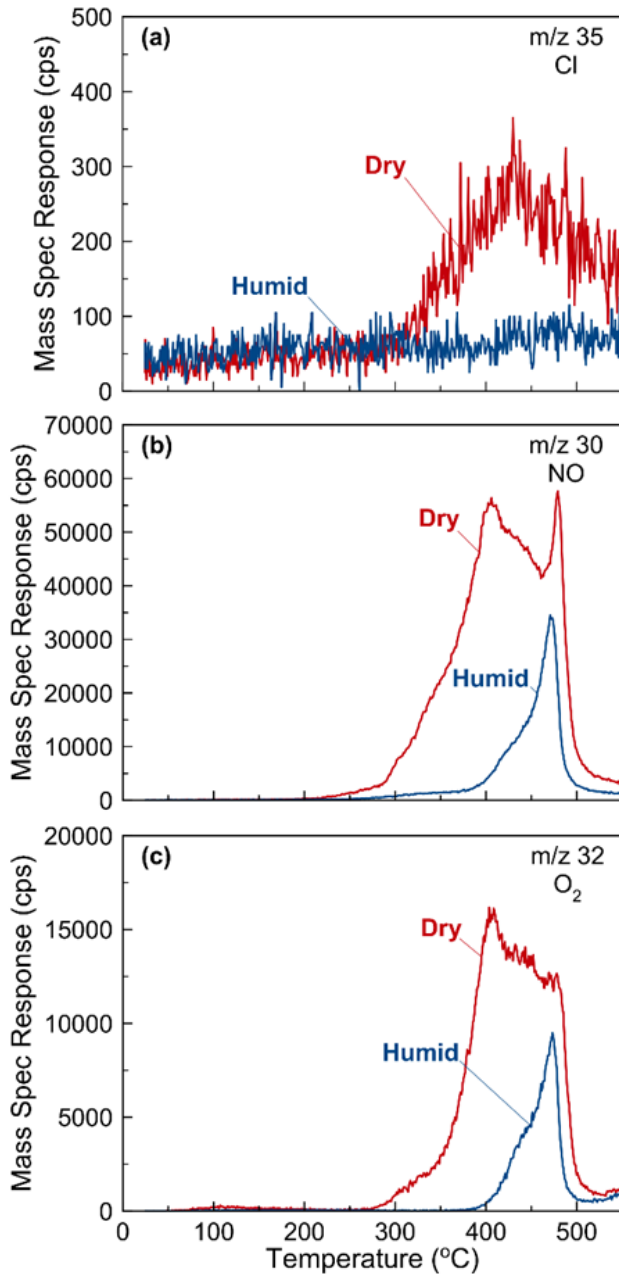 (a)
m/z 35
Cl
Dry
Humid
500
400
300
200
100
0
Mass Spec Response (cps)
(b)
m/z 30
NO
Dry
Humid
70000
60000
50000
40000
30000
20000
10000
0
Mass Spec Response (cps)
(c)
m/z 32
O₂
Dry
Humid
20000
15000
10000
5000
0
Mass Spec Response (cps)
0 100 200 300 400 500
Temperature (°C)